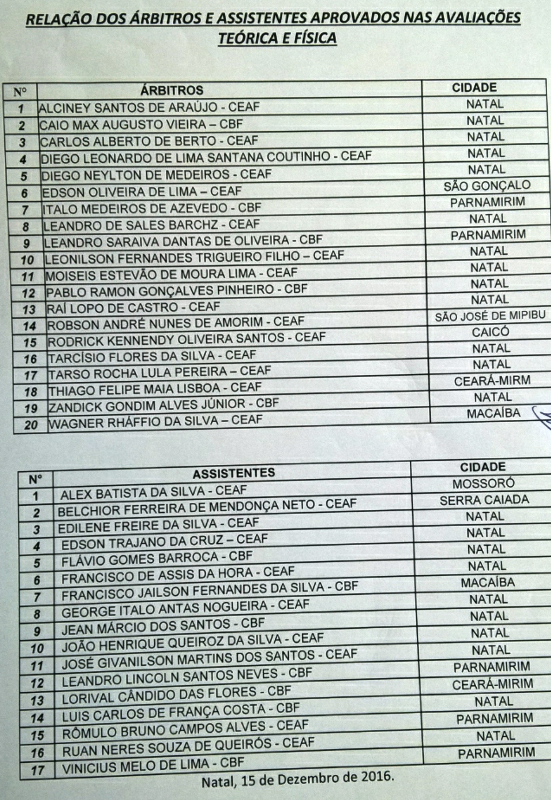 RELAÇÃO DOS ÁRBITROS E ASSISTENTES APROVADOS NAS AVALIAÇÕES
TEÓRICA E FÍSICA
Nº ÁRBITROS CIDADE
1 ALCINEY SANTOS DE ARAÚJO - CEAF NATAL
2 CAIO MAX AUGUSTO VIEIRA – CBF NATAL
3 CARLOS ALBERTO DE BERTO - CEAF NATAL
4 DIEGO LEONARDO DE LIMA SANTANA COUTINHO - CEAF NATAL
5 DIEGO NEYLTON DE MEDEIROS - CEAF NATAL
6 EDSON OLIVEIRA DE LIMA – CEAF SÃO GONÇALO
7 ITALO MEDEIROS DE AZEVEDO - CBF PARNAMIRIM
8 LEANDRO DE SALES BARCHZ - CEAF NATAL
9 LEANDRO SARAIVA DANTAS DE OLIVEIRA - CBF PARNAMIRIM
10 LEONILSON FERNANDES TRIGUEIRO FILHO – CEAF NATAL
11 MOISEIS ESTEVÃO DE MOURA LIMA - CEAF NATAL
12 PABLO RAMON GONÇALVES PINHEIRO - CBF NATAL
13 RAÍ LOPO DE CASTRO - CEAF NATAL
14 ROBSON ANDRÉ NUNES DE AMORIM - CEAF SÃO JOSÉ DE MIPIBU
15 RODRICK KENNENDY OLIVEIRA SANTOS - CEAF CAICÓ
16 TARCÍSIO FLORES DA SILVA - CEAF NATAL
17 TARSO ROCHA LULA PEREIRA – CEAF NATAL
18 THIAGO FELIPE MAIA LISBOA - CEAF CEARÁ-MIRM
19 ZANDICK GONDIM ALVES JÚNIOR - CBF NATAL
20 WAGNER RHÁFFIO DA SILVA – CEAF MACAÍBA
Nº ASSISTENTES CIDADE
1 ALEX BATISTA DA SILVA - CEAF MOSSORÓ
2 BELCHIOR FERREIRA DE MENDONÇA NETO - CEAF SERRA CAIADA
3 EDILENE FREIRE DA SILVA - CEAF NATAL
4 EDSON TRAJANO DA CRUZ – CEAF NATAL
5 FLÁVIO GOMES BARROCA - CBF NATAL
6 FRANCISCO DE ASSIS DA HORA - CEAF NATAL
7 FRANCISCO JAILSON FERNANDES DA SILVA - CBF MACAÍBA
8 GEORGE ITALO ANTAS NOGUEIRA - CEAF NATAL
9 JEAN MÁRCIO DOS SANTOS - CBF NATAL
10 JOÃO HENRIQUE QUEIROZ DA SILVA - CEAF NATAL
11 JOSÉ GIVANILSON MARTINS DOS SANTOS - CEAF NATAL
12 LEANDRO LINCOLN SANTOS NEVES - CBF PARNAMIRIM
13 LORIVAL CÂNDIDO DAS FLORES - CBF CEARÁ-MIRIM
14 LUIS CARLOS DE FRANÇA COSTA - CBF NATAL
15 RÔMULO BRUNO CAMPOS ALVES - CEAF PARNAMIRIM
16 RUAN NERES SOUZA DE QUEIRÓS - CEAF NATAL
17 VINICIUS MELO DE LIMA - CBF PARNAMIRIM
Natal, 15 de Dezembro de 2016.